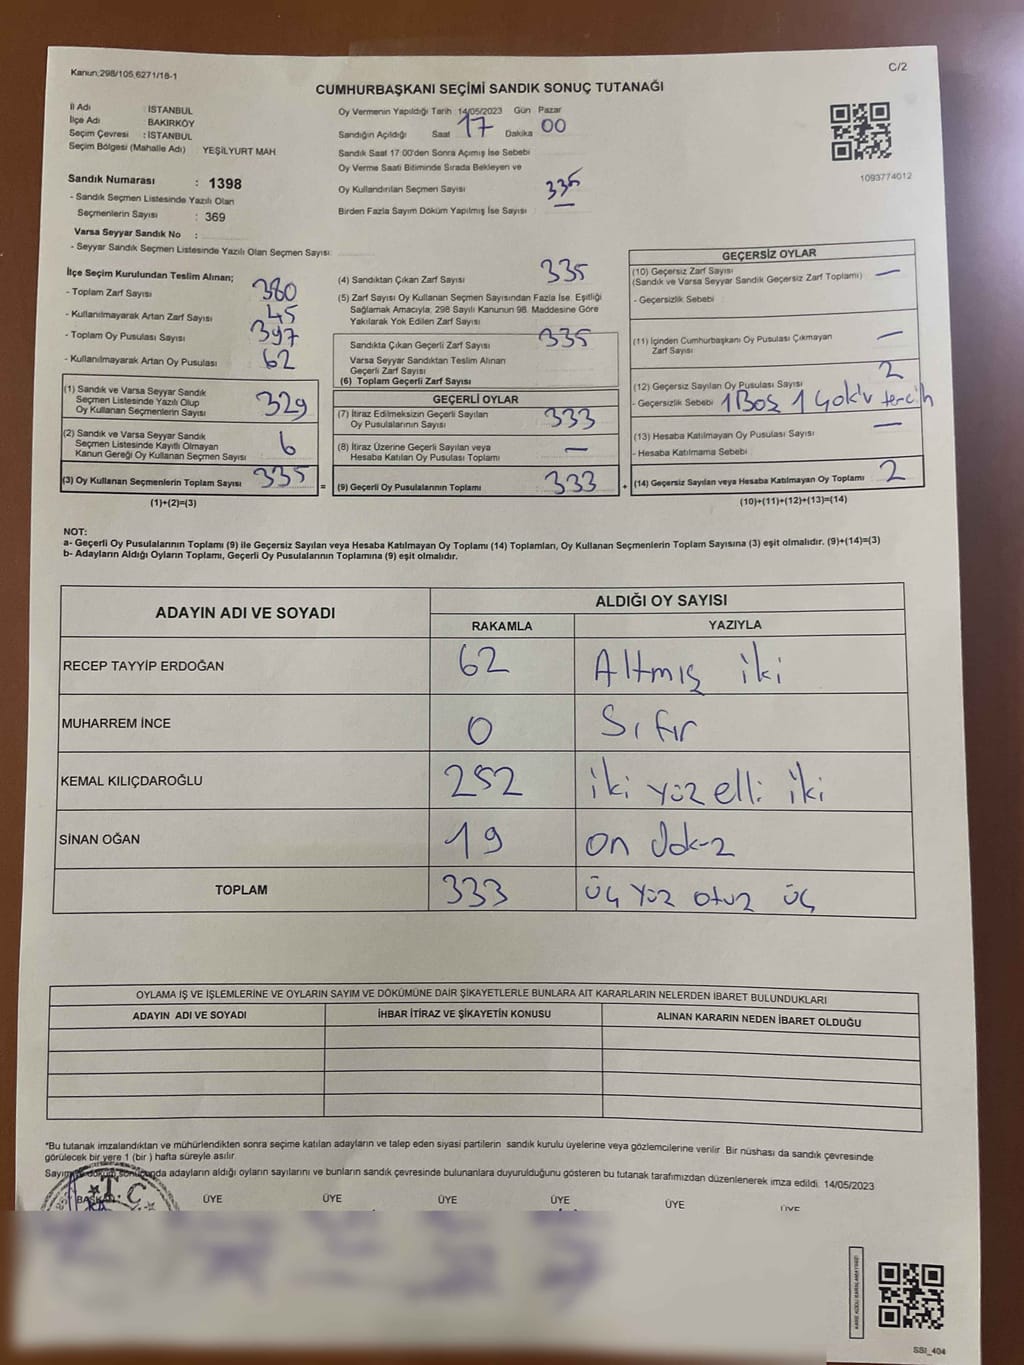 Kanun:298/105,6271/16-1
C/2
CUMHURBAŞKANI SEÇİMİ SANDIK SONUÇ TUTANAĞI
İl Adı : İSTANBUL
İlçe Adı BAKIRKÖY
Seçim Çevresi : İSTANBUL
Seçim Bölgesi (Mahalle Adı) YEŞİLYURT MAH
Sandık Numarası : 1398
- Sandık Seçmen Listesinde Yazılı Olan
Seçmenlerin Sayısı : 369
Varsa Seyyar Sandık No :
- Seyyar Sandık Seçmen Listesinde Yazılı Olan Seçmen Sayısı:
Oy Vermenin Yapıldığı Tarih 14/05/2023 Gün Pazar
Sandığın Açıldığı Saat 17 Dakika 00
Sandık Saat 17:00'den Sonra Açımış İse Sebebi
Oy Verme Saati Bitiminde Sırada Bekleyen ve
Oy Kullandırılan Seçmen Sayısı 335
Birden Fazla Sayım Döküm Yapılmış İse Sayısı
1093774012
İlçe Seçim Kurulundan Teslim Alınan;
- Toplam Zarf Sayısı 380
- Kullanılmayarak Artan Zarf Sayısı 45
- Toplam Oy Pusulası Sayısı 397
- Kullanılmayarak Artan Oy Pusulası 62
(1) Sandık ve Varsa Seyyar Sandık
Seçmen Listesinde Yazılı Olup
Oy Kullanan Seçmenlerin Sayısı 329
(2) Sandık ve Varsa Seyyar Sandık
Seçmen Listesinde Kayıtlı Olmayan
Kanun Gereği Oy Kullanan Seçmen Sayısı 6
(3) Oy Kullanan Seçmenlerin Toplam Sayısı 335 =
(1)+(2)=(3)
(4) Sandıktan Çıkan Zarf Sayısı 335
(5) Zarf Sayısı Oy Kullanan Seçmen Sayısından Fazla İse, Eşitliği
Sağlamak Amacıyla, 298 Sayılı Kanunun 98. Maddesine Göre
Yakılarak Yok Edilen Zarf Sayısı
Sandıkta Çıkan Geçerli Zarf Sayısı 335
Varsa Seyyar Sandıktan Teslim Alınan
Geçerli Zarf Sayısı
(6) Toplam Geçerli Zarf Sayısı
GEÇERLİ OYLAR
(7) İtiraz Edilmeksizin Geçerli Sayılan
Oy Pusulalarının Sayısı 333
(8) İtiraz Üzerine Geçerli Sayılan veya
Hesaba Katılan Oy Pusulası Toplamı —
(9) Geçerli Oy Pusulalarının Toplamı 333 +
GEÇERSİZ OYLAR
(10) Geçersiz Zarf Sayısı —
(Sandık ve Varsa Seyyar Sandık Geçersiz Zarf Toplamı)
- Geçersizlik Sebebi
(11) İçinden Cumhurbaşkanı Oy Pusulası Çıkmayan
Zarf Sayısı —
(12) Geçersiz Sayılan Oy Pusulası Sayısı 2
- Geçersizlik Sebebi 1 Boş 1 Çoklu tercih
(13) Hesaba Katılmayan Oy Pusulası Sayısı —
- Hesaba Katılmama Sebebi
(14) Geçersiz Sayılan veya Hesaba Katılmayan Oy Toplamı 2
(10)+(11)+(12)+(13)=(14)
NOT:
a- Geçerli Oy Pusulalarının Toplamı (9) ile Geçersiz Sayılan veya Hesaba Katılmayan Oy Toplamı (14) Toplamları, Oy Kullanan Seçmenlerin Toplam Sayısına (3) eşit olmalıdır. (9)+(14)=(3)
b- Adayların Aldığı Oyların Toplamı, Geçerli Oy Pusulalarının Toplamına (9) eşit olmalıdır.
ADAYIN ADI VE SOYADI ALDIĞI OY SAYISI
RAKAMLA YAZIYLA
RECEP TAYYİP ERDOĞAN 62 Altmış iki
MUHARREM İNCE 0 Sıfır
KEMAL KILIÇDAROĞLU 252 iki yüz elli iki
SİNAN OĞAN 19 on
TOPLAM 333 üç yüz otuz üç
OYLAMA İŞ VE İŞLEMLERİNE VE OYLARIN SAYIM VE DÖKÜMÜNE DAİR ŞİKAYETLERLE BUNLARA AİT KARARLARIN NELERDEN İBARET BULUNDUKLARI
ADAYIN ADI VE SOYADI İHBAR İTİRAZ VE ŞİKAYETİN KONUSU ALINAN KARARIN NEDEN İBARET OLDUĞU
*Bu tutanak imzalandıktan ve mühürlendikten sonra seçime katılan adayların ve talep eden siyasi partilerin sandık kurulu üyelerine veya gözlemcilerine verilir. Bir nüshası da sandık çevresinde
görülecek bir yere 1 (bir ) hafta süreyle asılır.
Sayım ve döküm sonucunda adayların aldığı oyların sayılarını ve bunların sandık çevresinde bulunanlara duyurulduğunu gösteren bu tutanak tarafımızdan düzenlenerek imza edildi. 14/05/2023
T.C.
BAŞKAN ÜYE ÜYE ÜYE ÜYE ÜYE ÜYE
SSİ_404